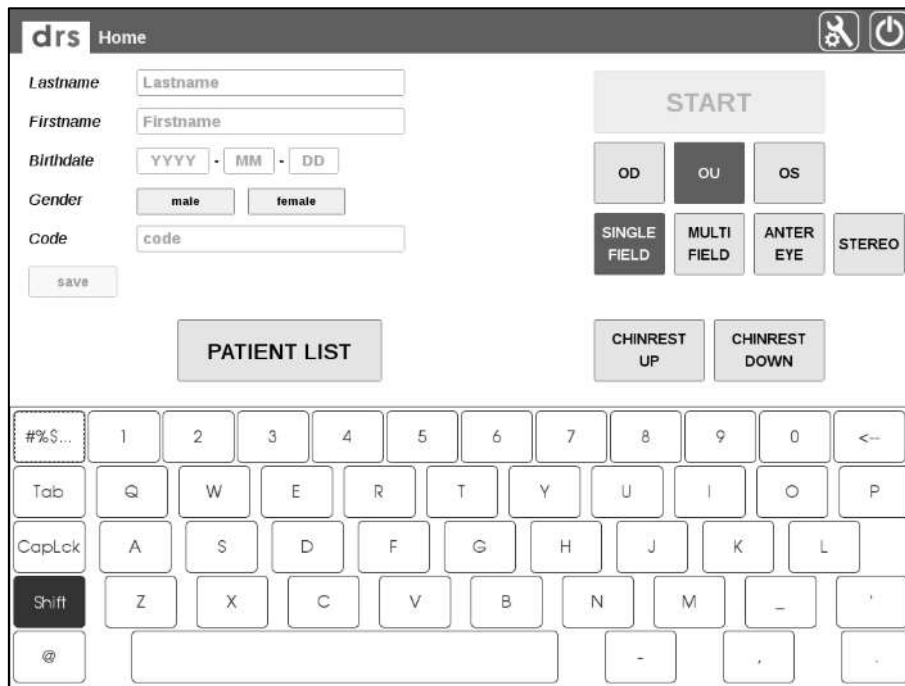 drs Home
Lastname Lastname
Firstname Firstname
Birthdate YYYY - MM - DD
Gender male female
Code code
save
PATIENT LIST
START
OD OU OS
SINGLE FIELD
MULTI FIELD
ANTER EYE
STEREO
CHINREST UP
CHINREST DOWN
#%$... 1 2 3 4 5 6 7 8 9 0 <--
Tab Q W E R T Y U I O P
CapLck A S D F G H J K L
Shift Z X C V B N M _ '
@ - , .